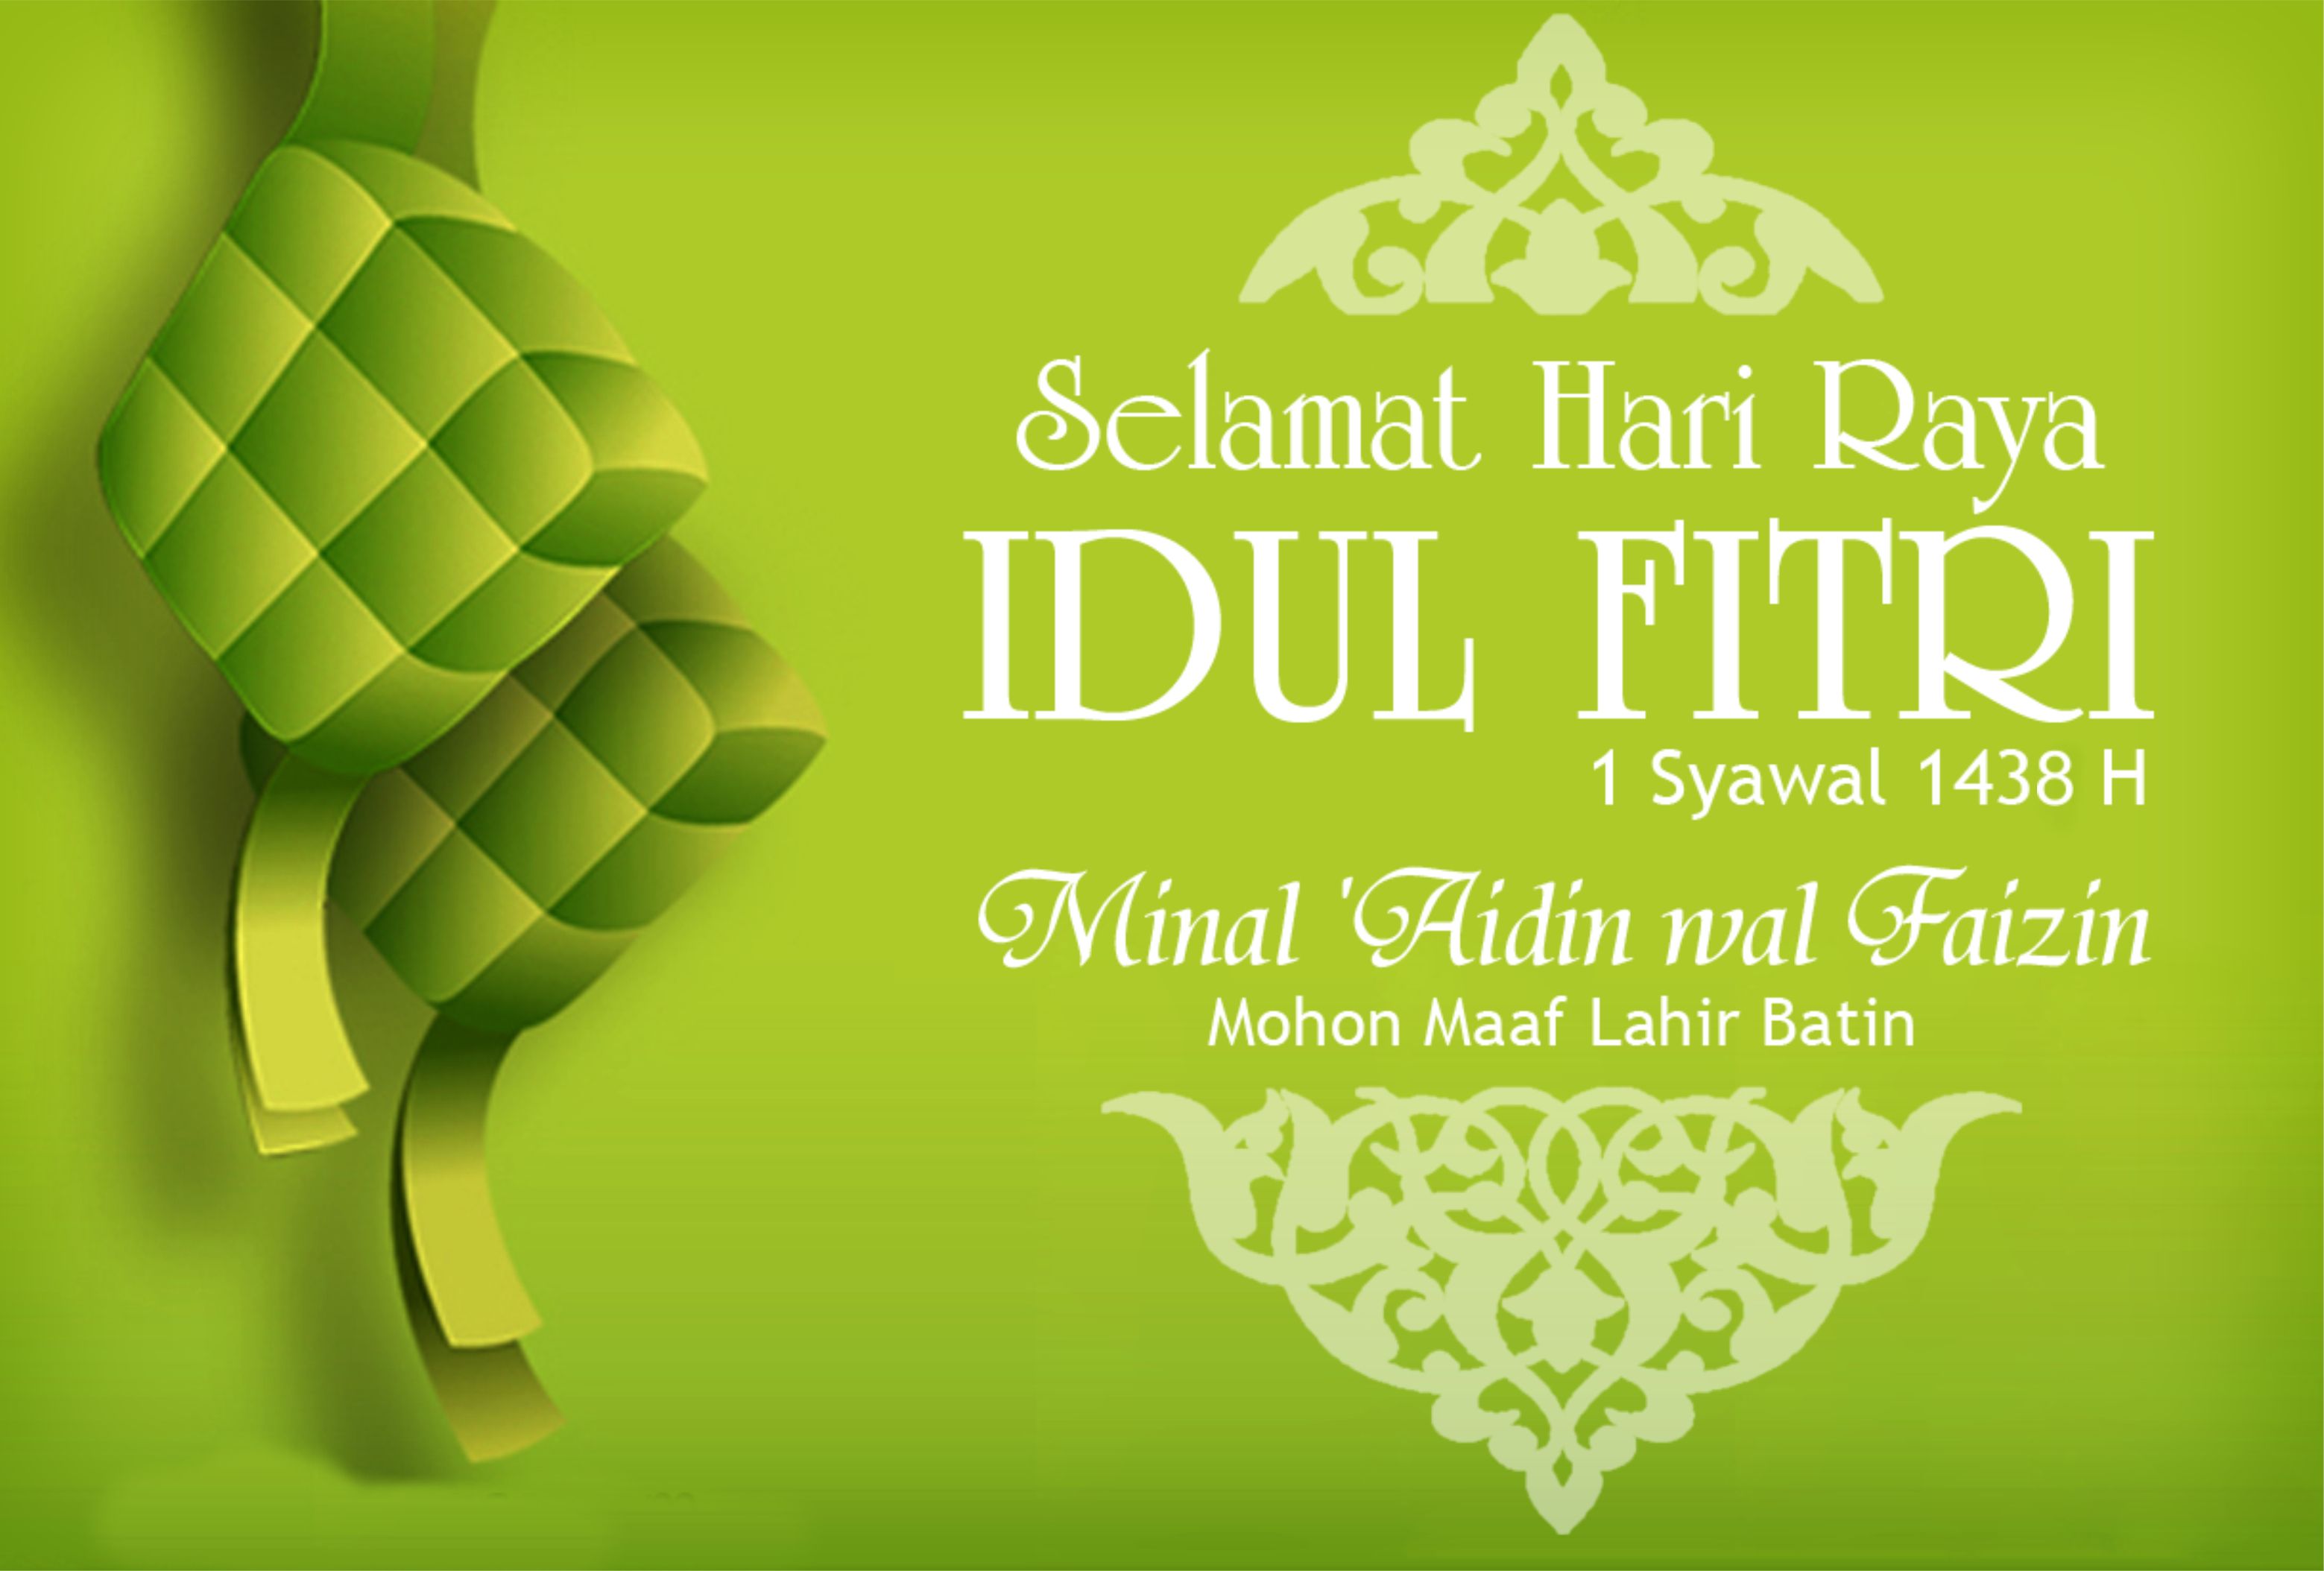 Selamat Hari Raya
IDUL FITRI
1 Syawal 1438 H
Minal 'Aidin wal Faizin
Mohon Maaf Lahir Batin